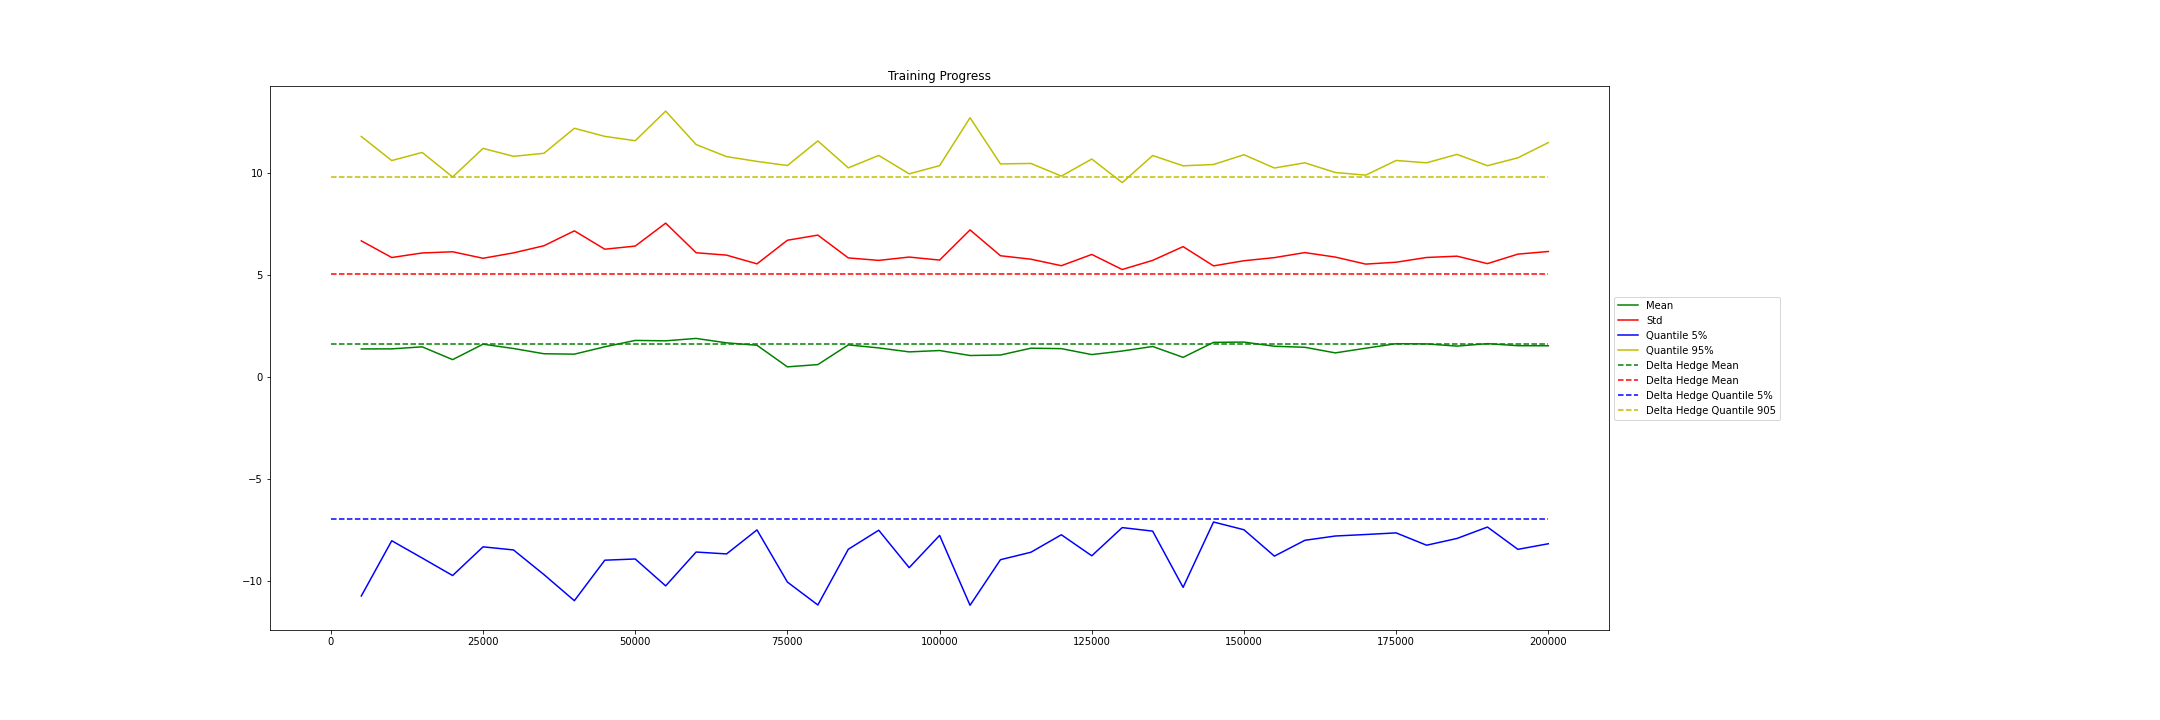 Training Progress
10
5
0
−5
−10
0 25000 50000 75000 100000 125000 150000 175000 200000
Mean
Std
Quantile 5%
Quantile 95%
Delta Hedge Mean
Delta Hedge Mean
Delta Hedge Quantile 5%
Delta Hedge Quantile 905